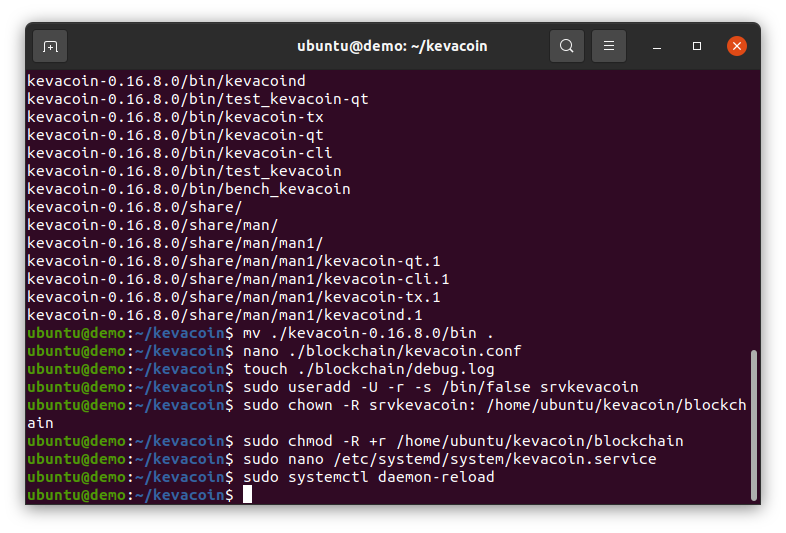 ubuntu@demo: ~/kevacoin
kevacoin-0.16.8.0/bin/kevacoind
kevacoin-0.16.8.0/bin/test_kevacoin-qt
kevacoin-0.16.8.0/bin/kevacoin-tx
kevacoin-0.16.8.0/bin/kevacoin-qt
kevacoin-0.16.8.0/bin/kevacoin-cli
kevacoin-0.16.8.0/bin/test_kevacoin
kevacoin-0.16.8.0/bin/bench_kevacoin
kevacoin-0.16.8.0/share/
kevacoin-0.16.8.0/share/man/
kevacoin-0.16.8.0/share/man/man1/
kevacoin-0.16.8.0/share/man/man1/kevacoin-qt.1
kevacoin-0.16.8.0/share/man/man1/kevacoin-cli.1
kevacoin-0.16.8.0/share/man/man1/kevacoin-tx.1
kevacoin-0.16.8.0/share/man/man1/kevacoind.1
ubuntu@demo:~/kevacoin$ mv ./kevacoin-0.16.8.0/bin .
ubuntu@demo:~/kevacoin$ nano ./blockchain/kevacoin.conf
ubuntu@demo:~/kevacoin$ touch ./blockchain/debug.log
ubuntu@demo:~/kevacoin$ sudo useradd -U -r -s /bin/false srvkevacoin
ubuntu@demo:~/kevacoin$ sudo chown -R srvkevacoin: /home/ubuntu/kevacoin/blockch
ain
ubuntu@demo:~/kevacoin$ sudo chmod -R +r /home/ubuntu/kevacoin/blockchain
ubuntu@demo:~/kevacoin$ sudo nano /etc/systemd/system/kevacoin.service
ubuntu@demo:~/kevacoin$ sudo systemctl daemon-reload
ubuntu@demo:~/kevacoin$